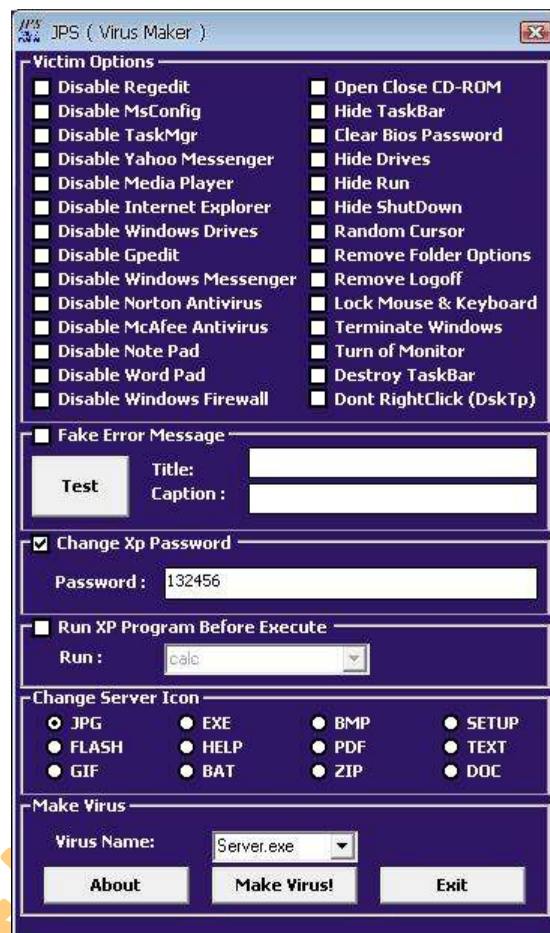 JPS ( Virus Maker )
Victim Options
Disable Regedit
Disable MsConfig
Disable TaskMgr
Disable Yahoo Messenger
Disable Media Player
Disable Internet Explorer
Disable Windows Drives
Disable Gpedit
Disable Windows Messenger
Disable Norton Antivirus
Disable McAfee Antivirus
Disable Note Pad
Disable Word Pad
Disable Windows Firewall
Open Close CD-ROM
Hide TaskBar
Clear Bios Password
Hide Drives
Hide Run
Hide ShutDown
Random Cursor
Remove Folder Options
Remove Logoff
Lock Mouse & Keyboard
Terminate Windows
Turn of Monitor
Destroy TaskBar
Dont RightClick (DskTp)
Fake Error Message
Test
Title:
Caption :
Change Xp Password
Password : 132456
Run XP Program Before Execute
Run : calc
Change Server Icon
JPG EXE BMP SETUP
FLASH HELP PDF TEXT
GIF BAT ZIP DOC
Make Virus
Virus Name: Server.exe
About Make Virus! Exit